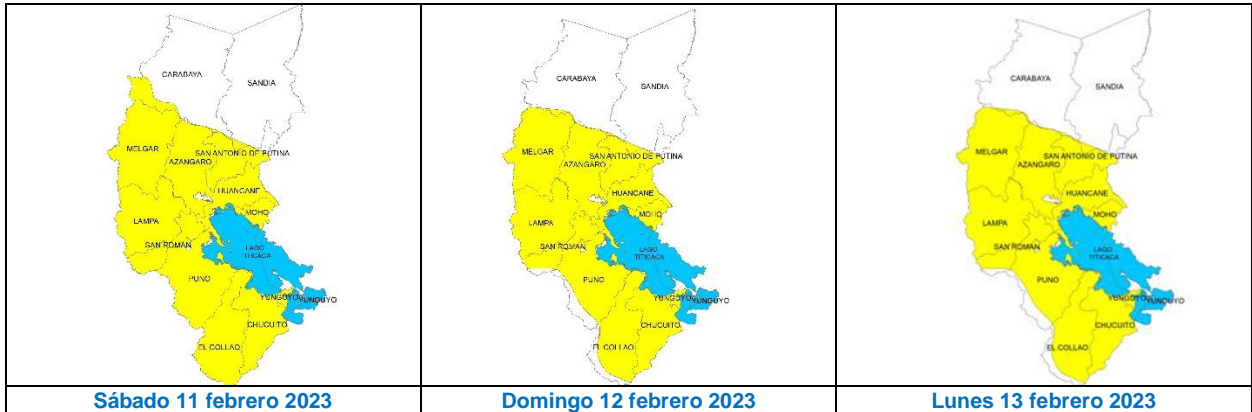 CARABAYA
SANDIA
MELGAR
SAN ANTONIO DE PUTINA
AZANGARO
HUANCANE
MOHO
LAMPA
SAN ROMAN
LAGO
TITICACA
PUNO
YUNGUYO
YUNGUYO
CHUCUITO
EL COLLAO
Sábado 11 febrero 2023
CARABAYA
SANDIA
MELGAR
SAN ANTONIO DE PUTINA
AZANGARO
HUANCANE
MOHO
LAMPA
SAN ROMAN
LAGO
TITICACA
PUNO
YUNGUYO
YUNGUYO
CHUCUITO
EL COLLAO
Domingo 12 febrero 2023
CARABAYA
SANDIA
MELGAR
SAN ANTONIO DE PUTINA
AZANGARO
HUANCANE
MOHO
LAMPA
SAN ROMAN
LAGO
TITICACA
PUNO
YUNGUYO
YUNGUYO
CHUCUITO
EL COLLAO
Lunes 13 febrero 2023